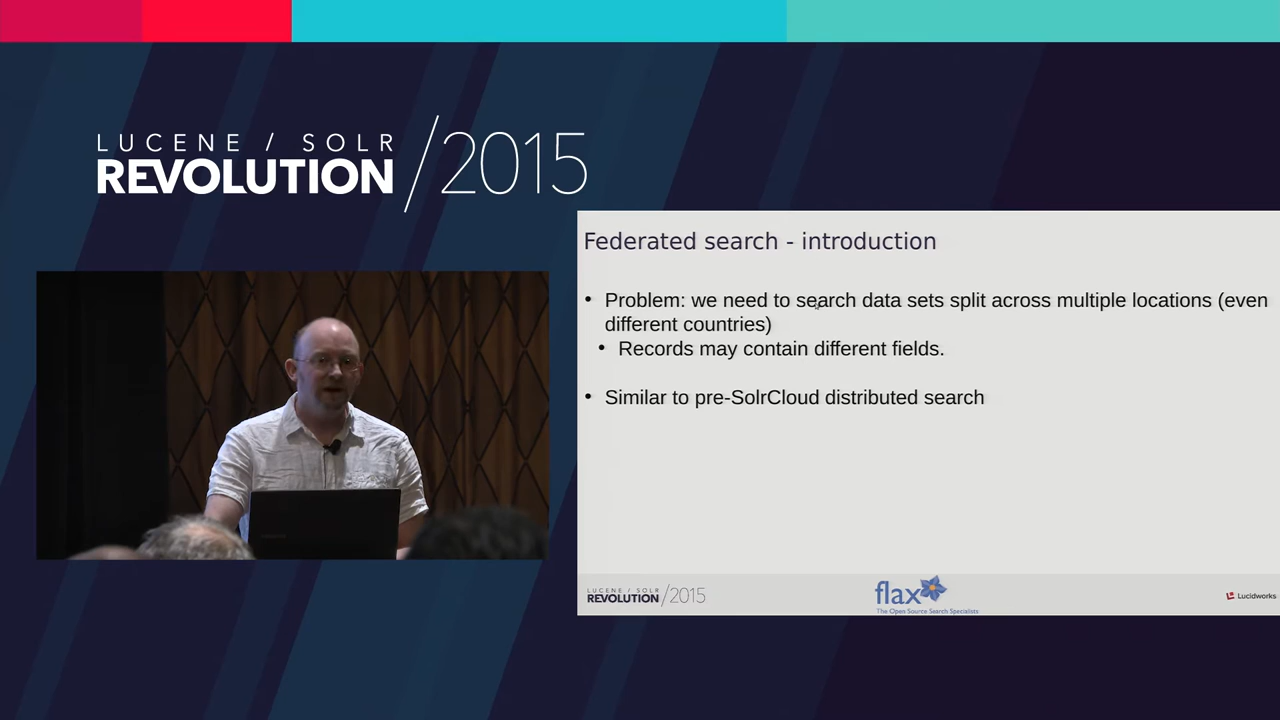 LUCENE / SOLR
REVOLUTION /2015
Federated search - introduction
• Problem: we need to search data sets split across multiple locations (even
different countries)
• Records may contain different fields.
• Similar to pre-SolrCloud distributed search
LUCENE / SOLR
REVOLUTION /2015
flax
The Open Source Search Specialists
Lucidworks